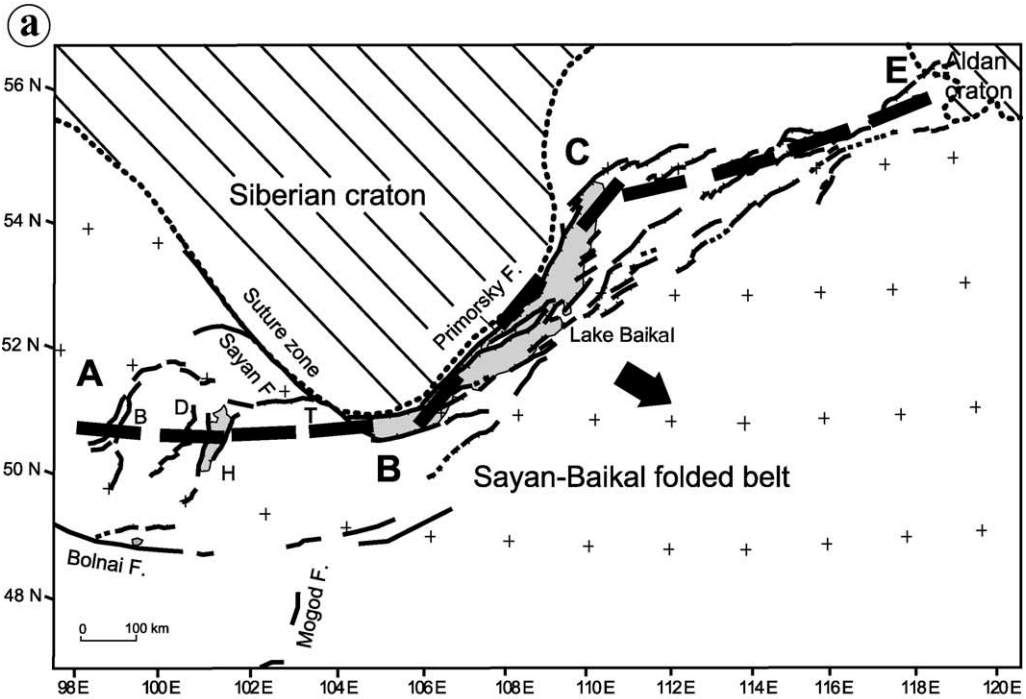 a
56 N
54 N
52 N
50 N
48 N
E
Aldan
craton
C
Siberian craton
Primorsky F.
Suture zone
Sayan F.
Lake Baikal
A
B
D
T
H
B
Sayan-Baikal folded belt
Bolnai F.
Mogod F.
0 100 km
98E 100E 102E 104E 106E 108E 110E 112E 114E 116E 118E 120E